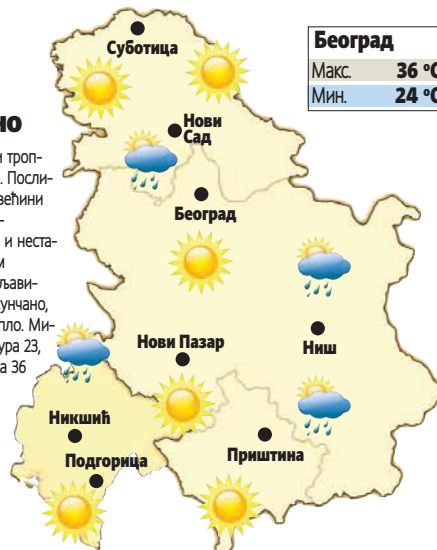 Београд
Макс. 36 °C
Мин. 24 °C
но
и троп-
. Посли-
већини
-
и неста-
м
љави-
унчано,
пло. Ми-
ура 23,
а 36
Суботица
Нови
Сад
Београд
Нови Пазар
Ниш
Никшић
Подгорица
Приштина